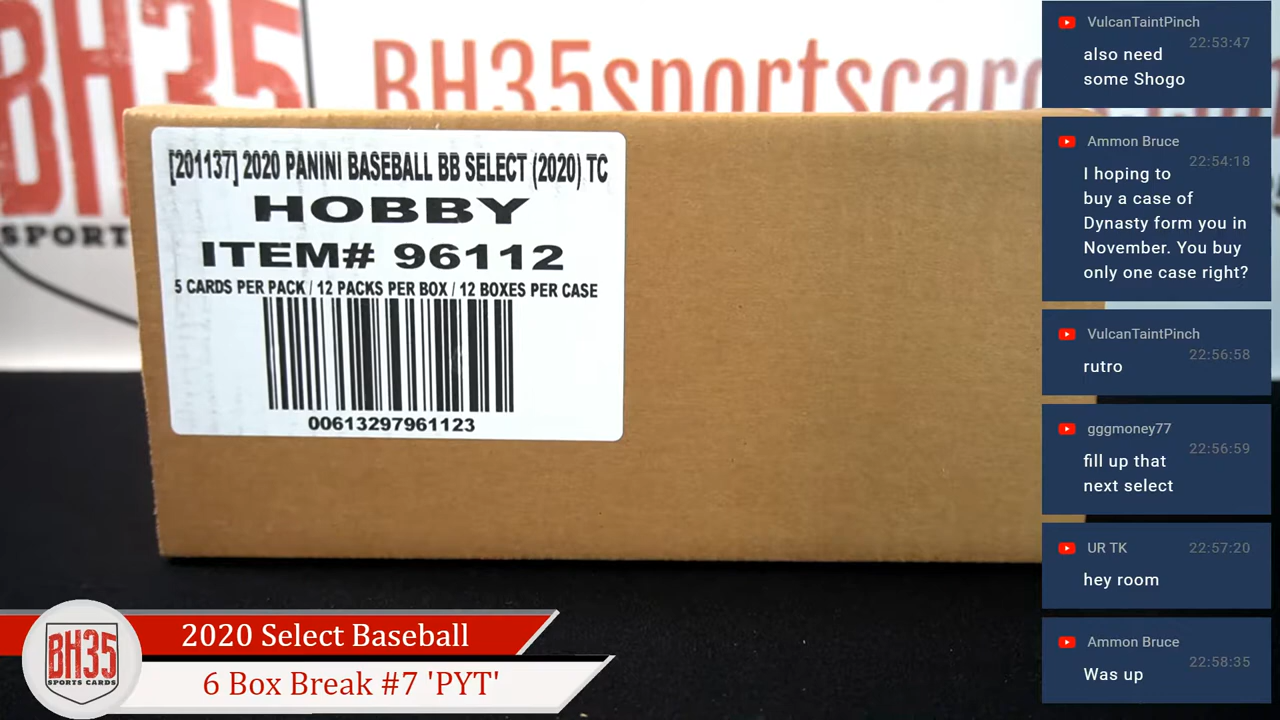 BH35
SPORT
BH35sportscard
[201137] 2020 PANINI BASEBALL BB SELECT (2020) TC
HOBBY
ITEM# 96112
5 CARDS PER PACK / 12 PACKS PER BOX / 12 BOXES PER CASE
00613297961123
VulcanTaintPinch
22:53:47
also need
some Shogo
Ammon Bruce
22:54:18
I hoping to
buy a case of
Dynasty form you in
November. You buy
only one case right?
VulcanTaintPinch
22:56:58
rutro
gggmoney77
22:56:59
fill up that
next select
UR TK
22:57:20
hey room
Ammon Bruce
22:58:35
Was up
BH35
SPORTS CARDS
2020 Select Baseball
6 Box Break #7 'PYT'